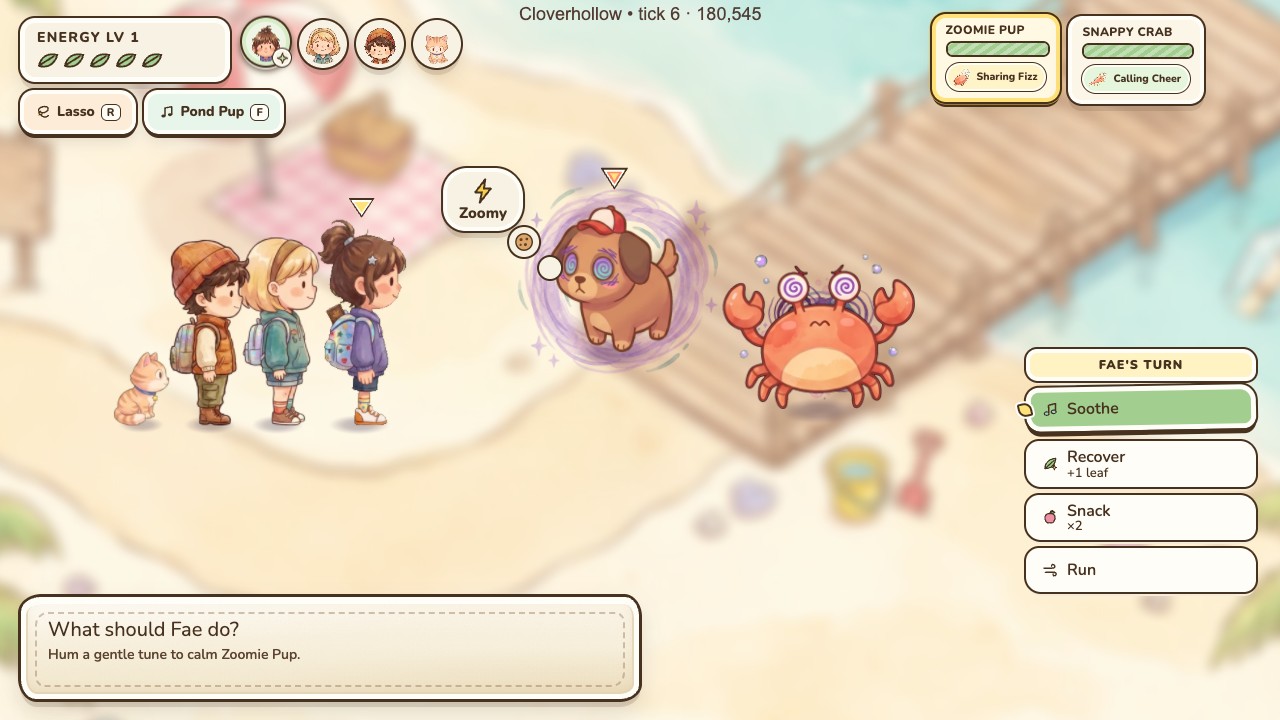 Cloverhollow • tick 6 · 180,545
ENERGY LV 1
Lasso R
Pond Pup F
ZOOMIE PUP
Sharing Fizz
SNAPPY CRAB
Calling Cheer
Zoomy
FAE'S TURN
Soothe
Recover
+1 leaf
Snack
×2
Run
What should Fae do?
Hum a gentle tune to calm Zoomie Pup.